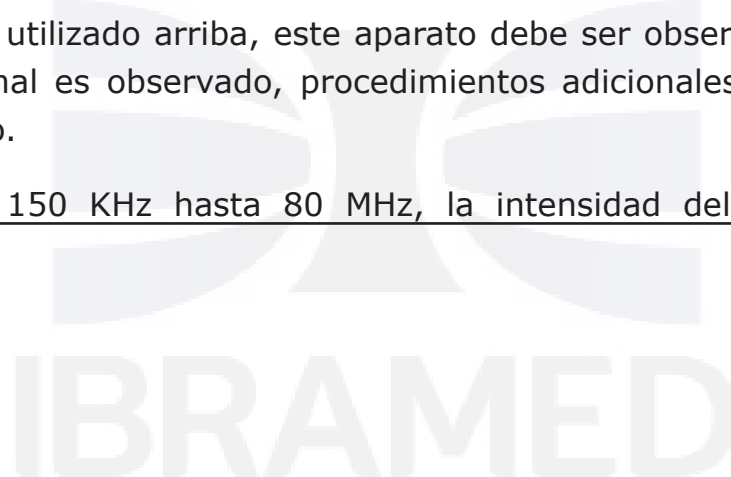 utilizado arriba, este aparato debe ser obser
nal es observado, procedimientos adicionales
o.
150 KHz hasta 80 MHz, la intensidad del
IBRAMED